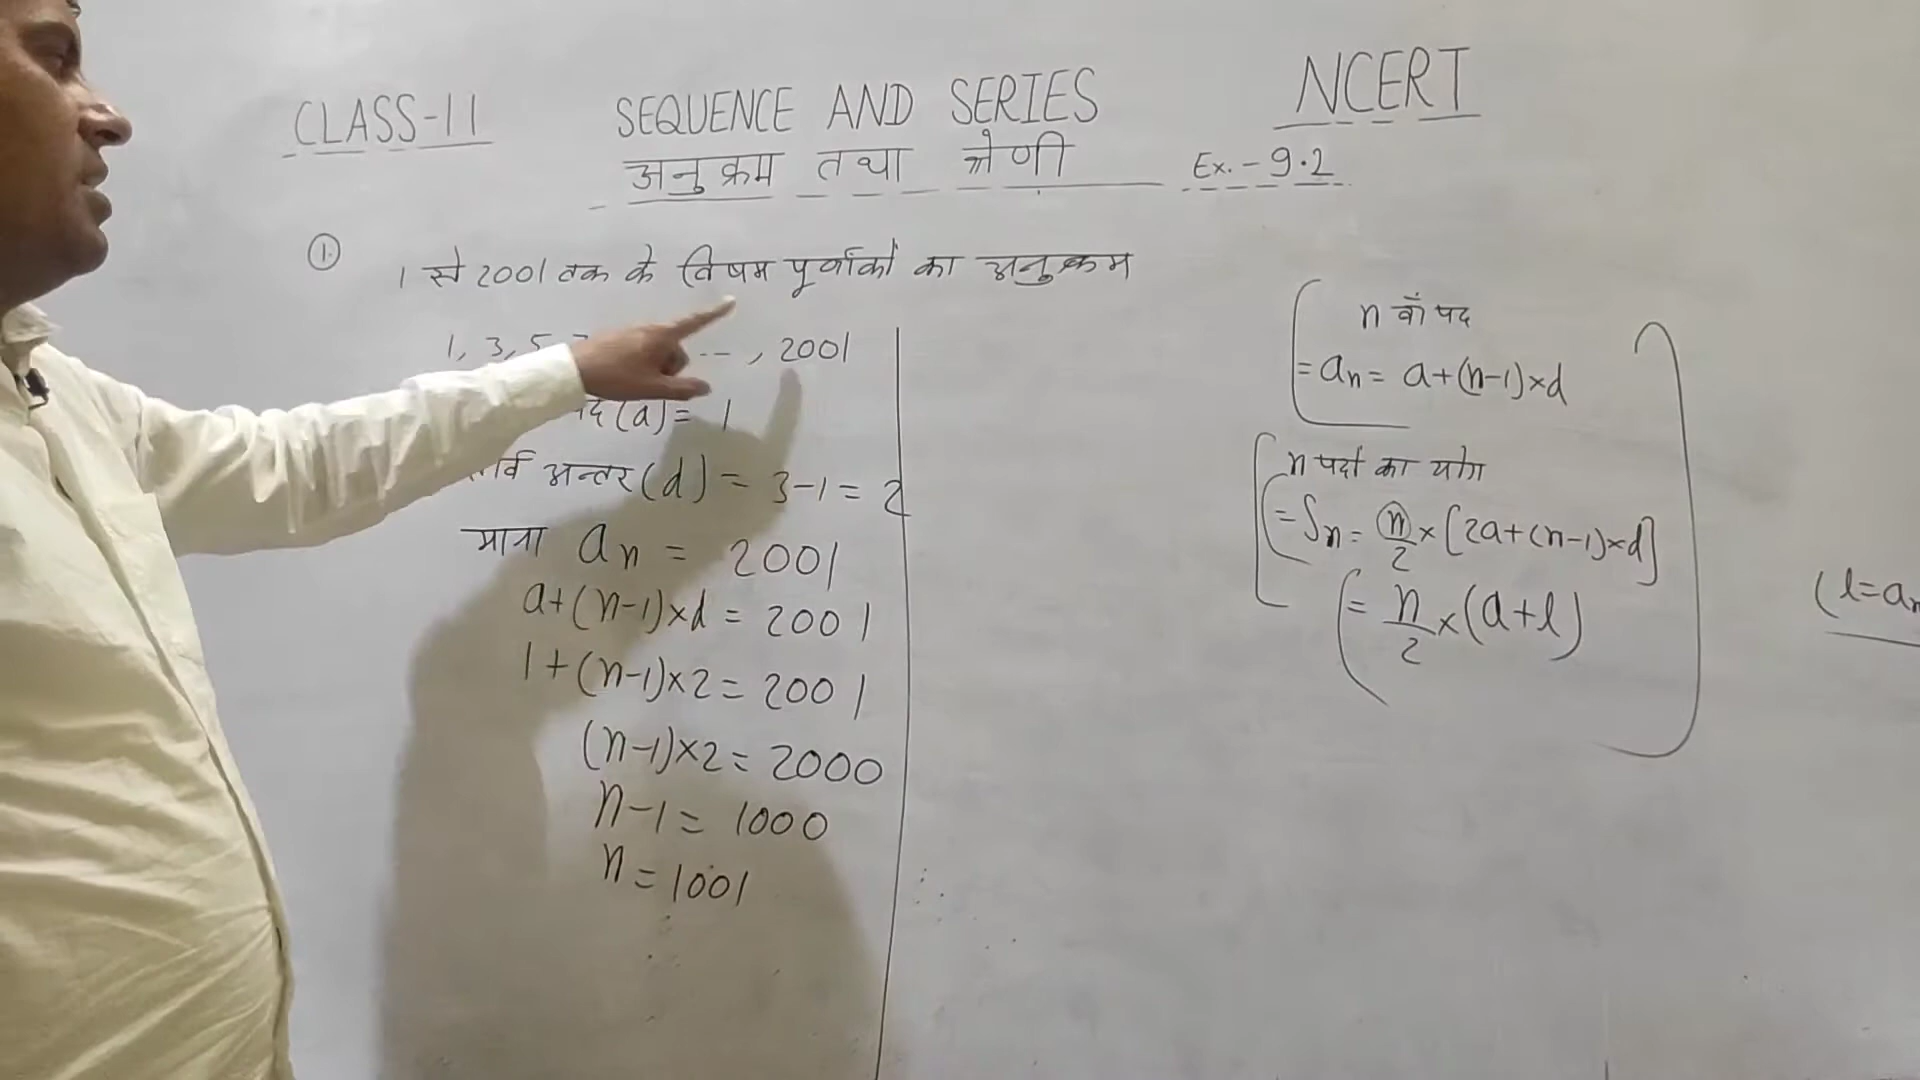 CLASS-11
SEQUENCE AND SERIES
NCERT
अनुक्रम तथा श्रेणी
Ex.-9.2
① 1 से 2001 तक के विषम पूर्णाकों का अनुक्रम
1, 3, 5, ..., 2001
पद(a) = 1
अन्तर(d) = 3-1 = 2
माना an = 2001
a+(n-1)×d = 2001
1+(n-1)×2 = 2001
(n-1)×2 = 2000
n-1 = 1000
n = 1001
n वाँ पद
= an = a+(n-1)×d
n पदों का योग
= Sn = n/2 × [2a+(n-1)×d]
= n/2 × (a+l)
(l=an